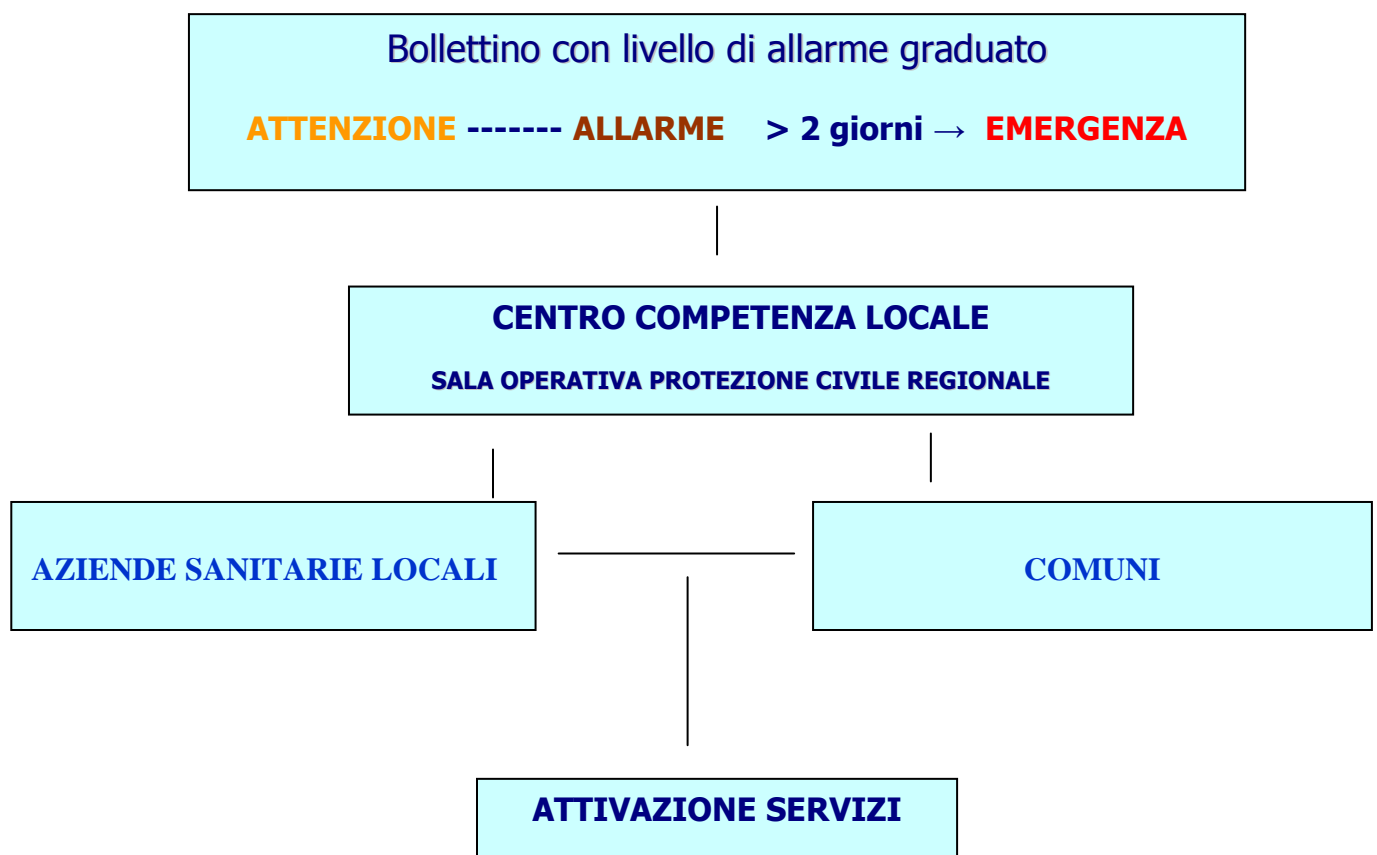 Bollettino con livello di allarme graduato
ATTENZIONE ------- ALLARME > 2 giorni → EMERGENZA
CENTRO COMPETENZA LOCALE
SALA OPERATIVA PROTEZIONE CIVILE REGIONALE
AZIENDE SANITARIE LOCALI
COMUNI
ATTIVAZIONE SERVIZI